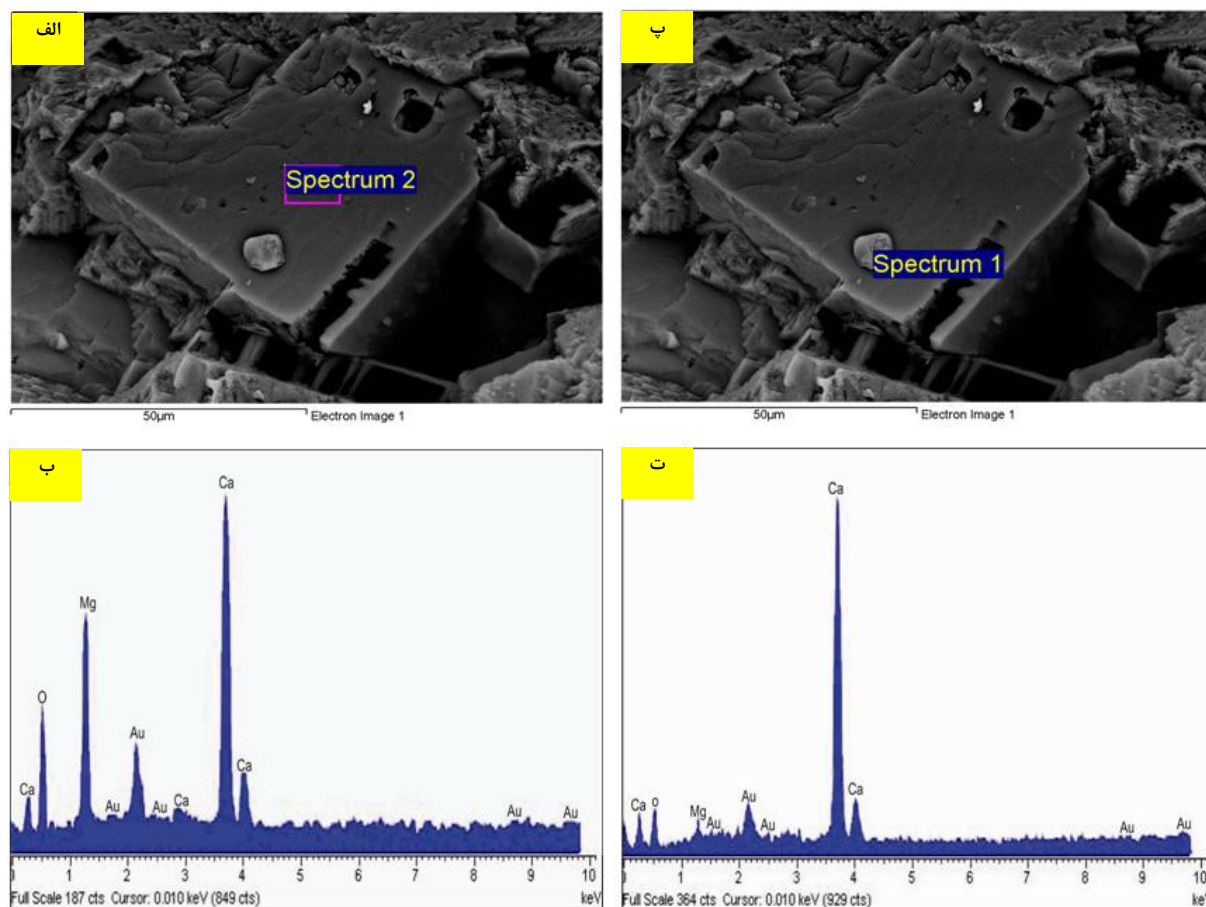 الف
Spectrum 2
50µm
Electron Image 1
پ
Spectrum 1
50µm
Electron Image 1
ب
Ca
Mg
O
Au
Ca
Ca
Au
Au
Ca
Au
Au
0 1 2 3 4 5 6 7 8 9 10
Full Scale 187 cts Cursor: 0.010 keV (849 cts)
keV
ت
Ca
Ca
o
Mg
Au
Au
Au
Ca
Au
Au
0 1 2 3 4 5 6 7 8 9 10
Full Scale 364 cts Cursor: 0.010 keV (929 cts)